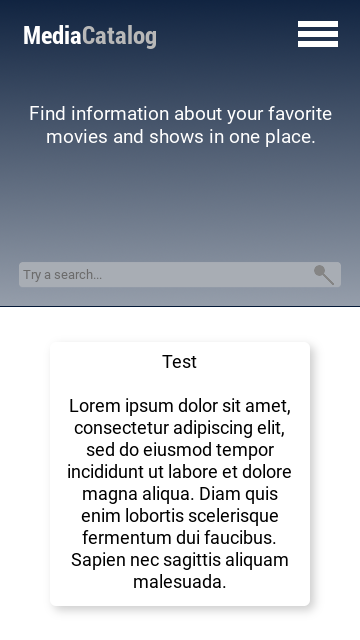 MediaCatalog
Find information about your favorite
movies and shows in one place.
Try a search...
Test
Lorem ipsum dolor sit amet,
consectetur adipiscing elit,
sed do eiusmod tempor
incididunt ut labore et dolore
magna aliqua. Diam quis
enim lobortis scelerisque
fermentum dui faucibus.
Sapien nec sagittis aliquam
malesuada.